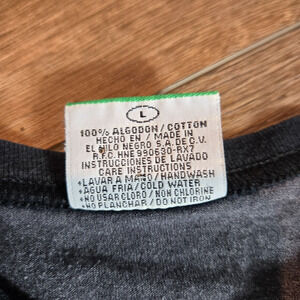 L
100% ALGODON / COTTON
HECHO EN / MADE IN
EL HILO NEGRO S.A. DE C.V.
R.F.C. HNE 990630-RX7
INSTRUCCIONES DE LAVADO
CARE INSTRUCTIONS
*LAVAR A MANO / HANDWASH
*AGUA FRIA / COLD WATER
*NO USAR CLORO / NON CHLORINE
*NO PLANCHAR / DO NOT IRON